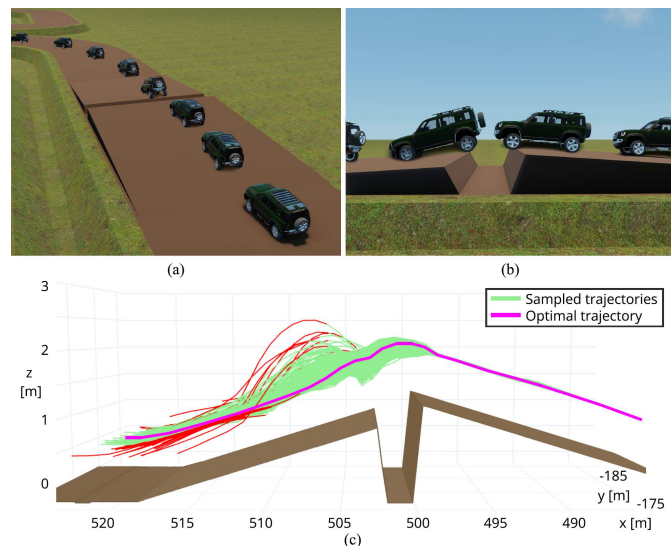 (a)
(b)
3
2
z
[m]
1
0
Sampled trajectories
Optimal trajectory
-185
y [m]
-175
520
515
510
505
500
495
490
x [m]
(c)